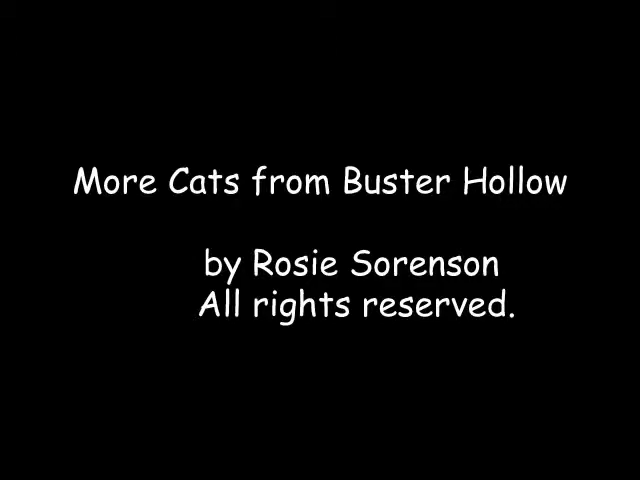 More Cats from Buster Hollow
by Rosie Sorenson
All rights reserved.